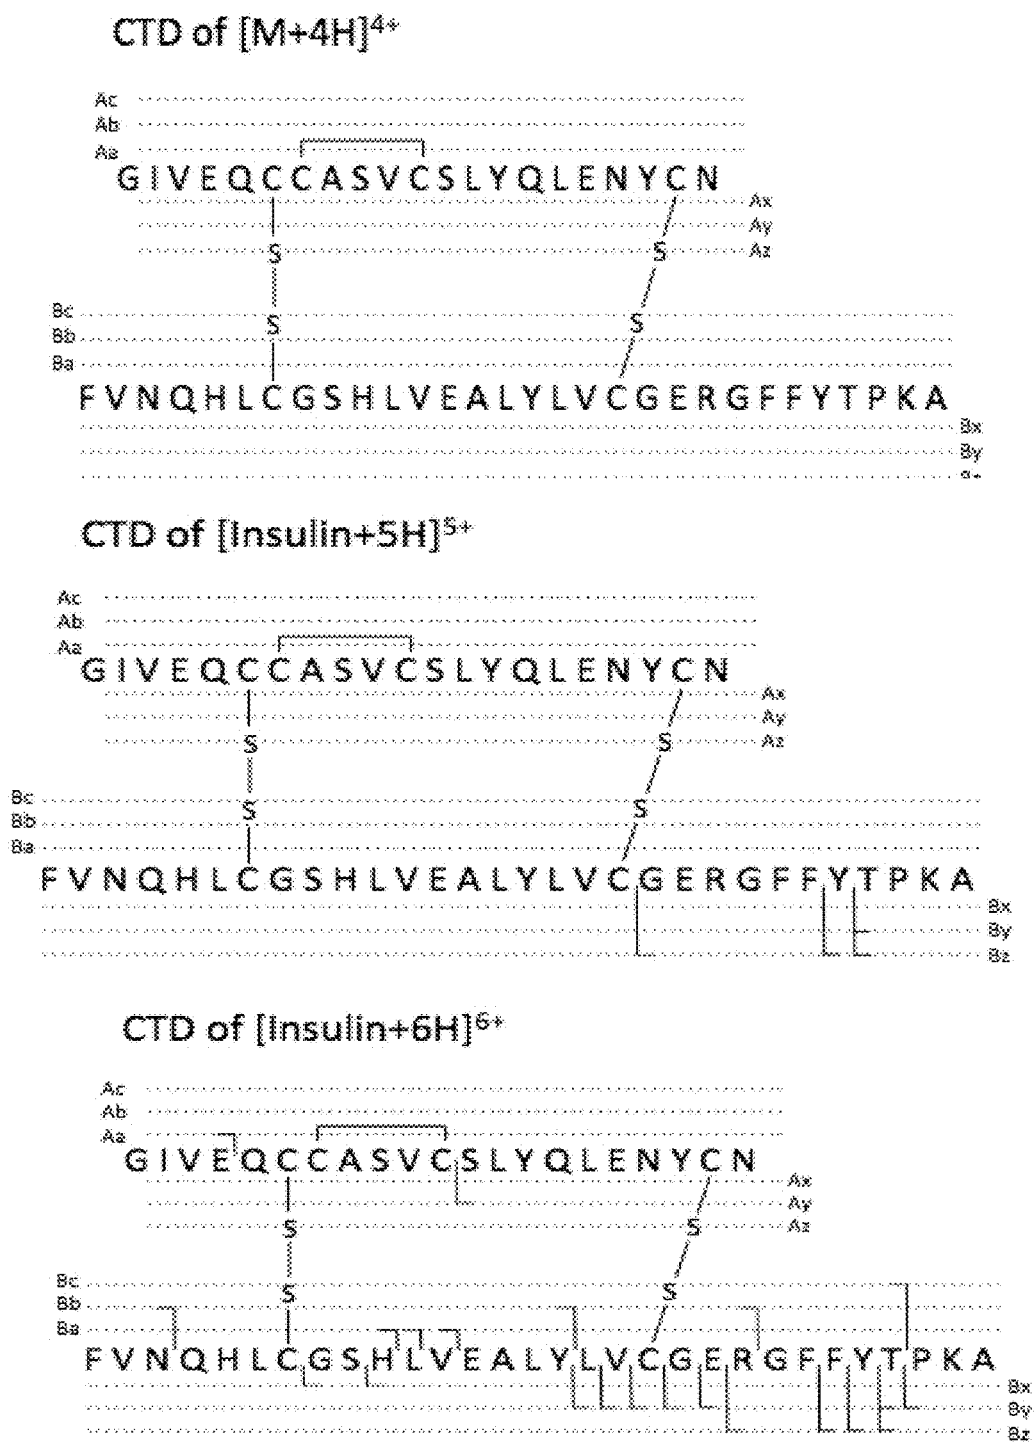 CTD of [M+4H]4+
Ac
Ab
Aa
G I V E Q C C A S V C S L Y Q L E N Y C N
Ax
Ay
S S Az
Bc S S
Bb
Ba
F V N Q H L C G S H L V E A L Y L V C G E R G F F Y T P K A
Bx
By
CTD of [Insulin+5H]5+
Ac
Ab
Aa
G I V E Q C C A S V C S L Y Q L E N Y C N
Ax
Ay
S S Az
Bc S S
Bb
Ba
F V N Q H L C G S H L V E A L Y L V C G E R G F F Y T P K A
Bx
By
Bz
CTD of [Insulin+6H]6+
Ac
Ab
Aa
G I V E Q C C A S V C S L Y Q L E N Y C N
Ax
Ay
S S Az
Bc S S
Bb
Ba
F V N Q H L C G S H L V E A L Y L V C G E R G F F Y T P K A
Bx
By
Bz